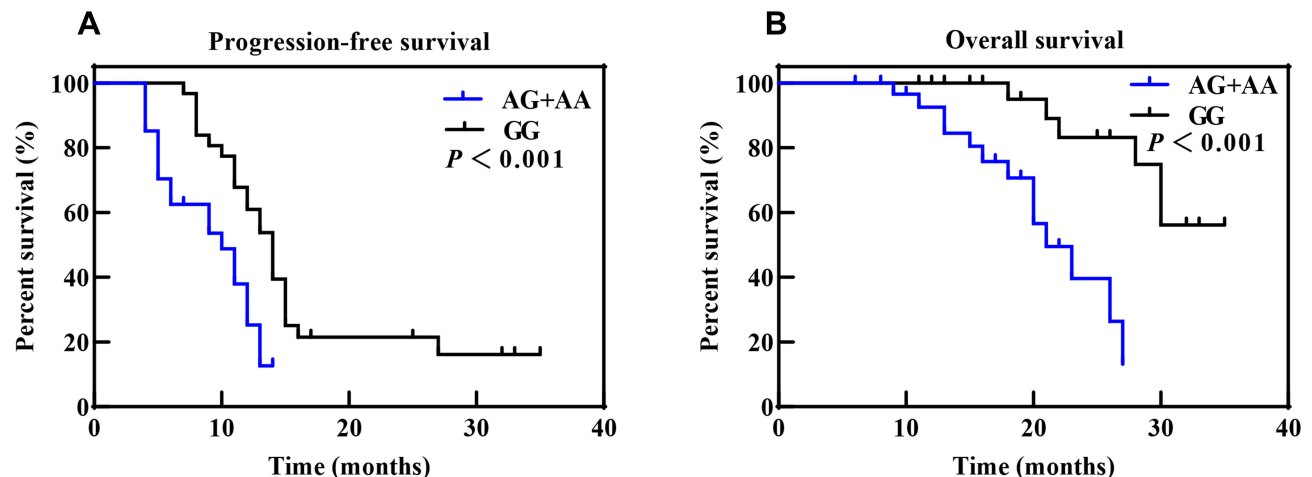 A
Progression-free survival
Percent survival (%)
100
80
60
40
20
0
AG+AA
GG
P < 0.001
0 10 20 30 40
Time (months)
B
Overall survival
Percent survival (%)
100
80
60
40
20
0
AG+AA
GG
P < 0.001
0 10 20 30 40
Time (months)